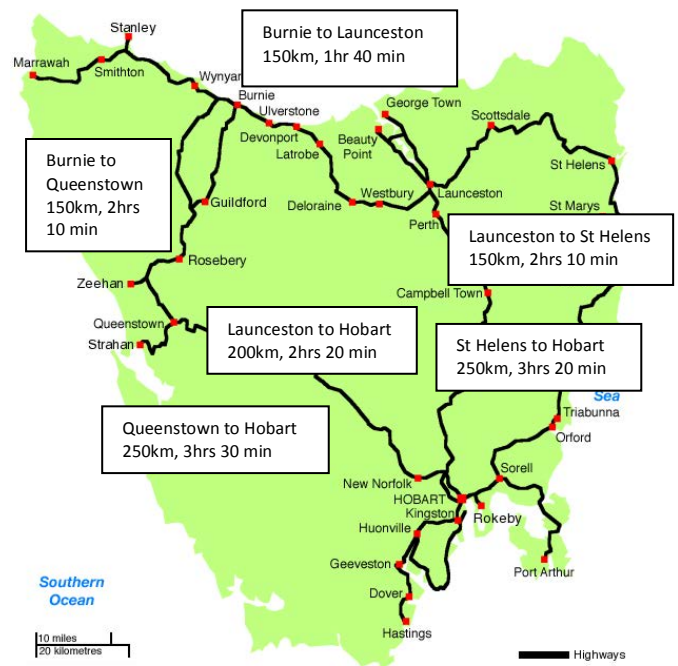 Burnie to Launceston
150km, 1hr 40 min
Stanley
Marrawah
Smithton
Wynyar
Burnie
Ulverstone
Devonport
Latrobe
George Town
Beauty
Point
Scottsdale
St Helens
Burnie to
Queenstown
150km, 2hrs
10 min
Guildford
Deloraine
Westbury
Launceston
Perth
St Marys
Launceston to St Helens
150km, 2hrs 10 min
Rosebery
Zeehan
Campbell Town
Queenstown
Strahan
Launceston to Hobart
200km, 2hrs 20 min
St Helens to Hobart
250km, 3hrs 20 min
Sea
Triabunna
Orford
Queenstown to Hobart
250km, 3hrs 30 min
New Norfolk
HOBART
Kingston
Sorell
Rokeby
Huonville
Geeveston
Port Arthur
Dover
Hastings
Southern
Ocean
10 miles
20 kilometres
Highways